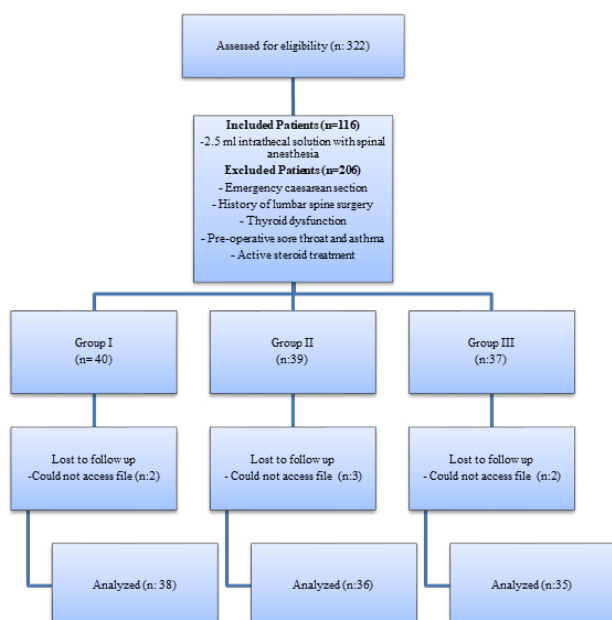 Assessed for eligibility (n: 322)
Included Patients (n=116)
-2.5 ml intrathecal solution with spinal
anesthesia
Excluded Patients (n=206)
- Emergency caesarean section
- History of lumbar spine surgery
- Thyroid dysfunction
- Pre-operative sore throat and asthma
- Active steroid treatment
Group I
(n= 40)
Group II
(n:39)
Group III
(n:37)
Lost to follow up
-Could not access file (n:2)
Lost to follow up
- Could not access file (n:3)
Lost to follow up
- Could not access file (n:2)
Analyzed (n: 38)
Analyzed (n:36)
Analyzed (n:35)